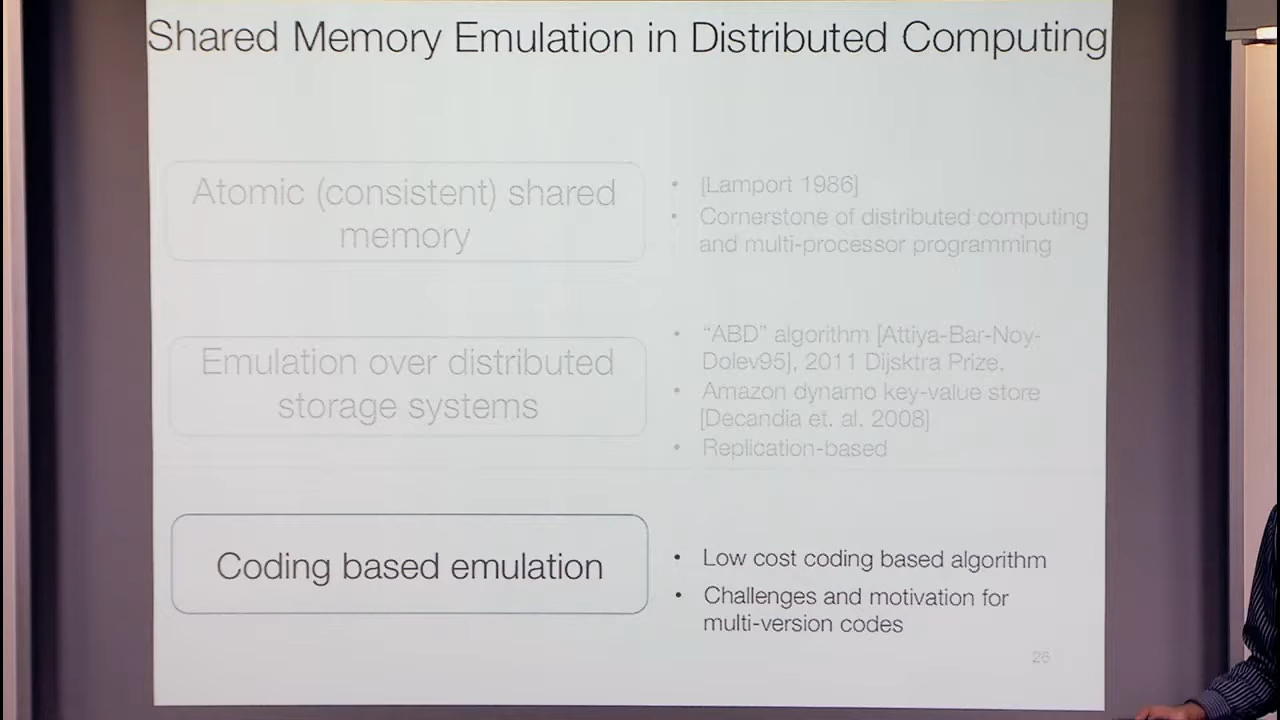 Shared Memory Emulation in Distributed Computing
Atomic (consistent) shared
memory
• [Lamport 1986]
• Cornerstone of distributed computing
and multi-processor programming
Emulation over distributed
storage systems
• “ABD” algorithm [Attiya-Bar-Noy-
Dolev95], 2011 Dijsktra Prize.
• Amazon dynamo key-value store
[Decandia et. al. 2008]
• Replication-based
Coding based emulation
• Low cost coding based algorithm
• Challenges and motivation for
multi-version codes
26